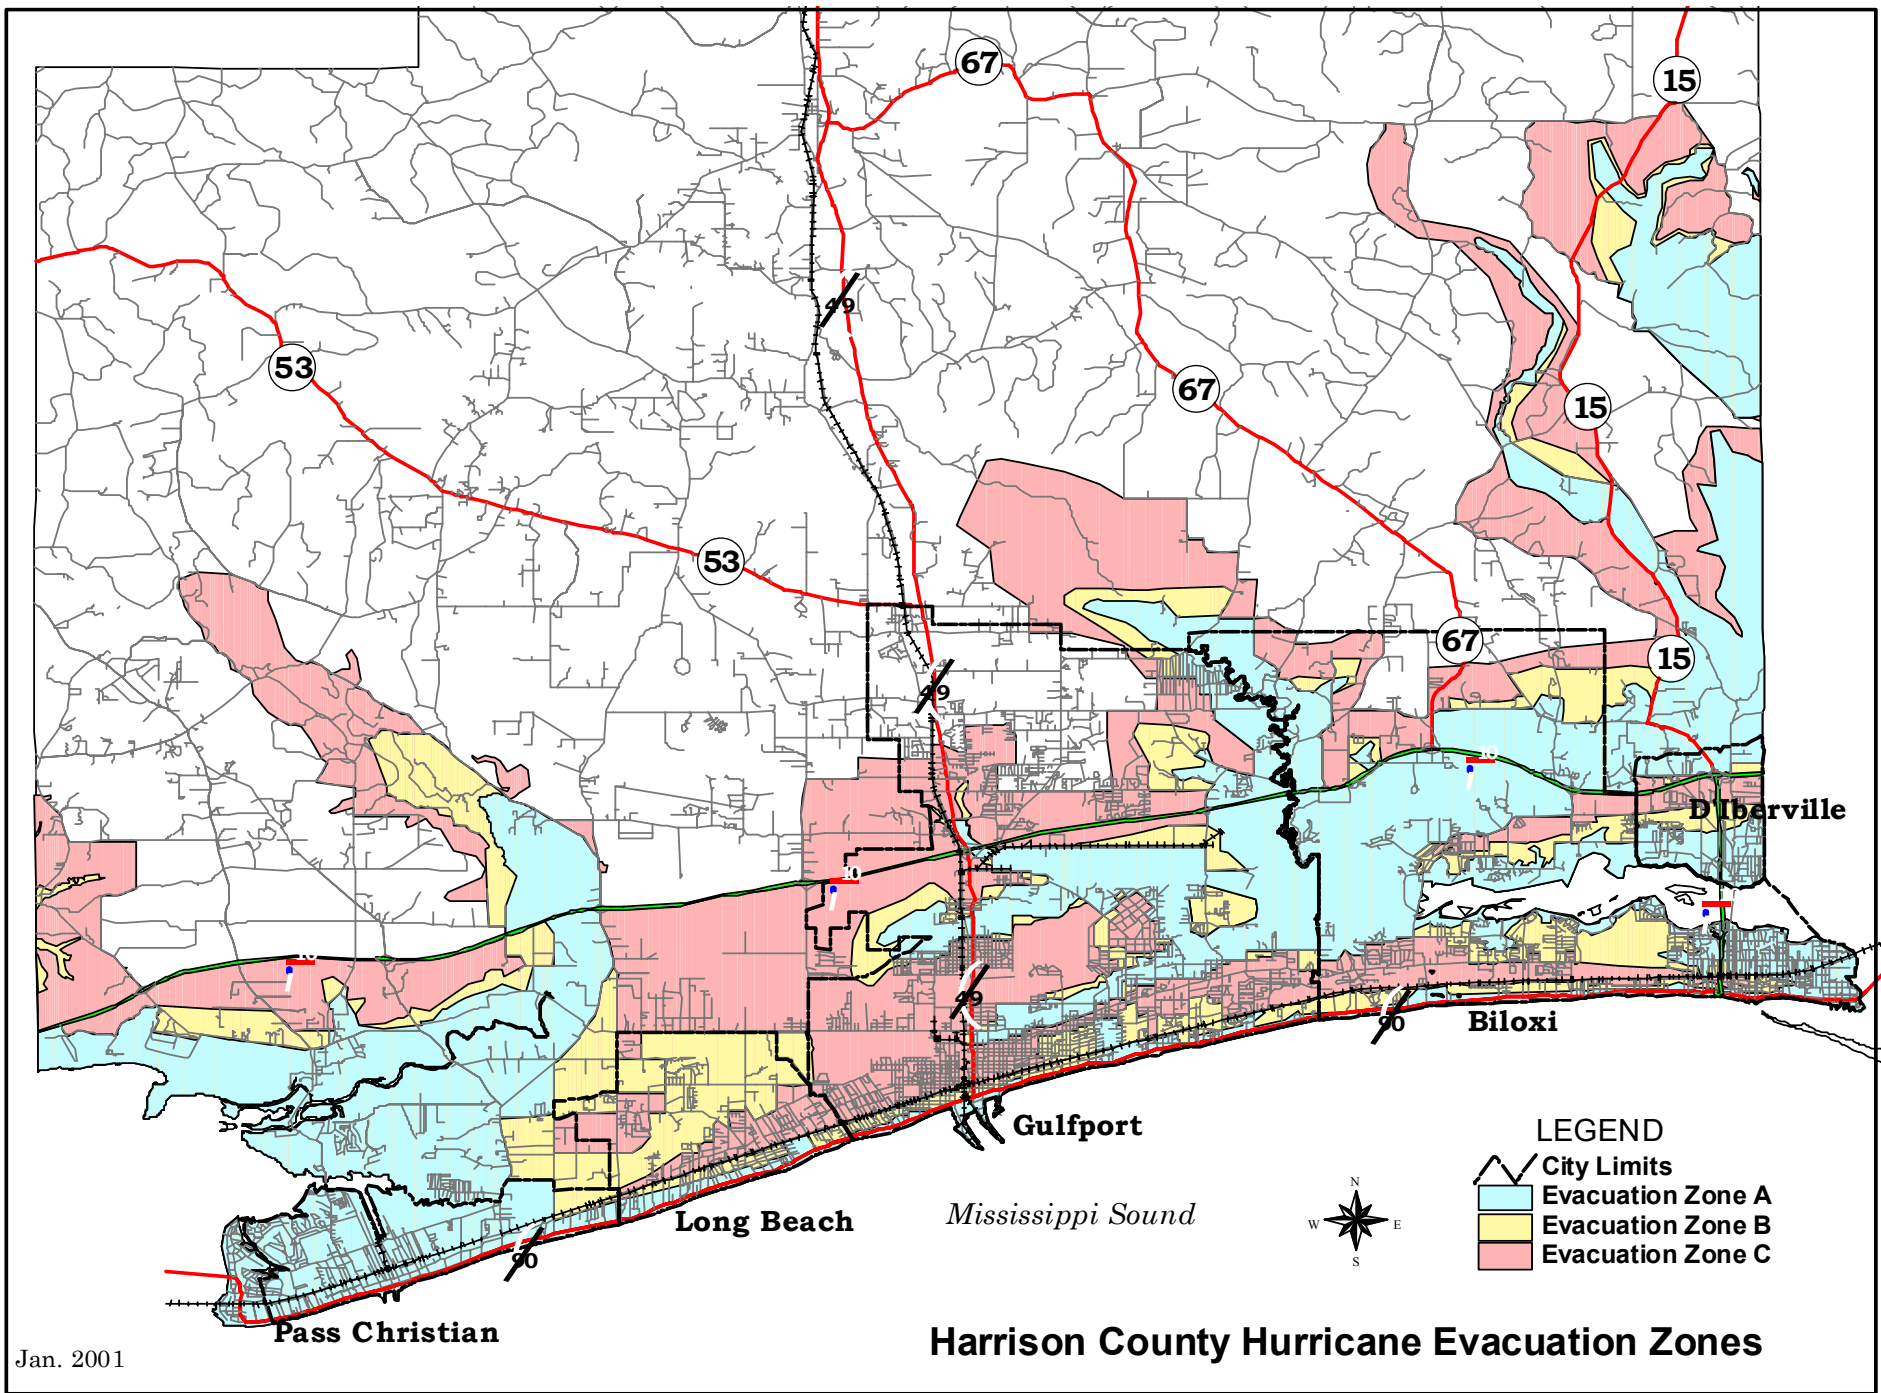 67
15
49
53
67
15
53
67
49
15
10
D'Iberville
10
10
49
90
Biloxi
Gulfport
LEGEND
City Limits
Evacuation Zone A
Evacuation Zone B
Evacuation Zone C
N
W E
S
Mississippi Sound
Long Beach
90
Pass Christian
Harrison County Hurricane Evacuation Zones
Jan. 2001